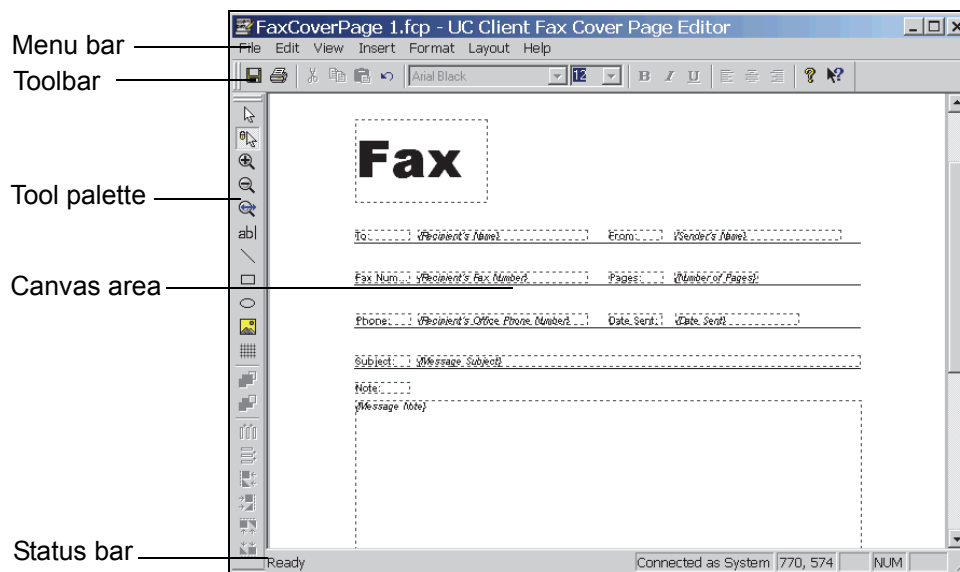 FaxCoverPage 1.fcp - UC Client Fax Cover Page Editor
Menu bar
File Edit View Insert Format Layout Help
Toolbar
Arial Black 12 B I U
Fax
Tool palette
ab|
To: {Recipient's Name} From: {Sender's Name}
Canvas area
Fax Num... {Recipient's Fax Number} Pages: {Number of Pages}
Phone: {Recipient's Office Phone Number} Date Sent: {Date Sent}
Subject: {Message Subject}
Note:
{Message Note}
Status bar
Ready Connected as System 770, 574 NUM